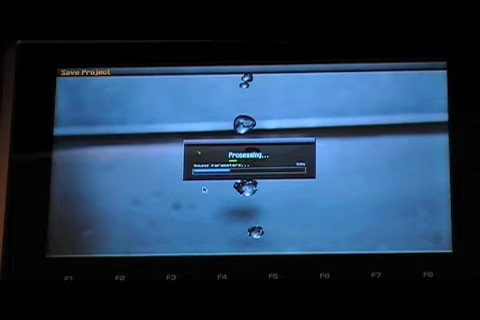 Save Project
Processing...
Sound Parameters...
F1 F2 F3 F4 F5 F6 F7 F8